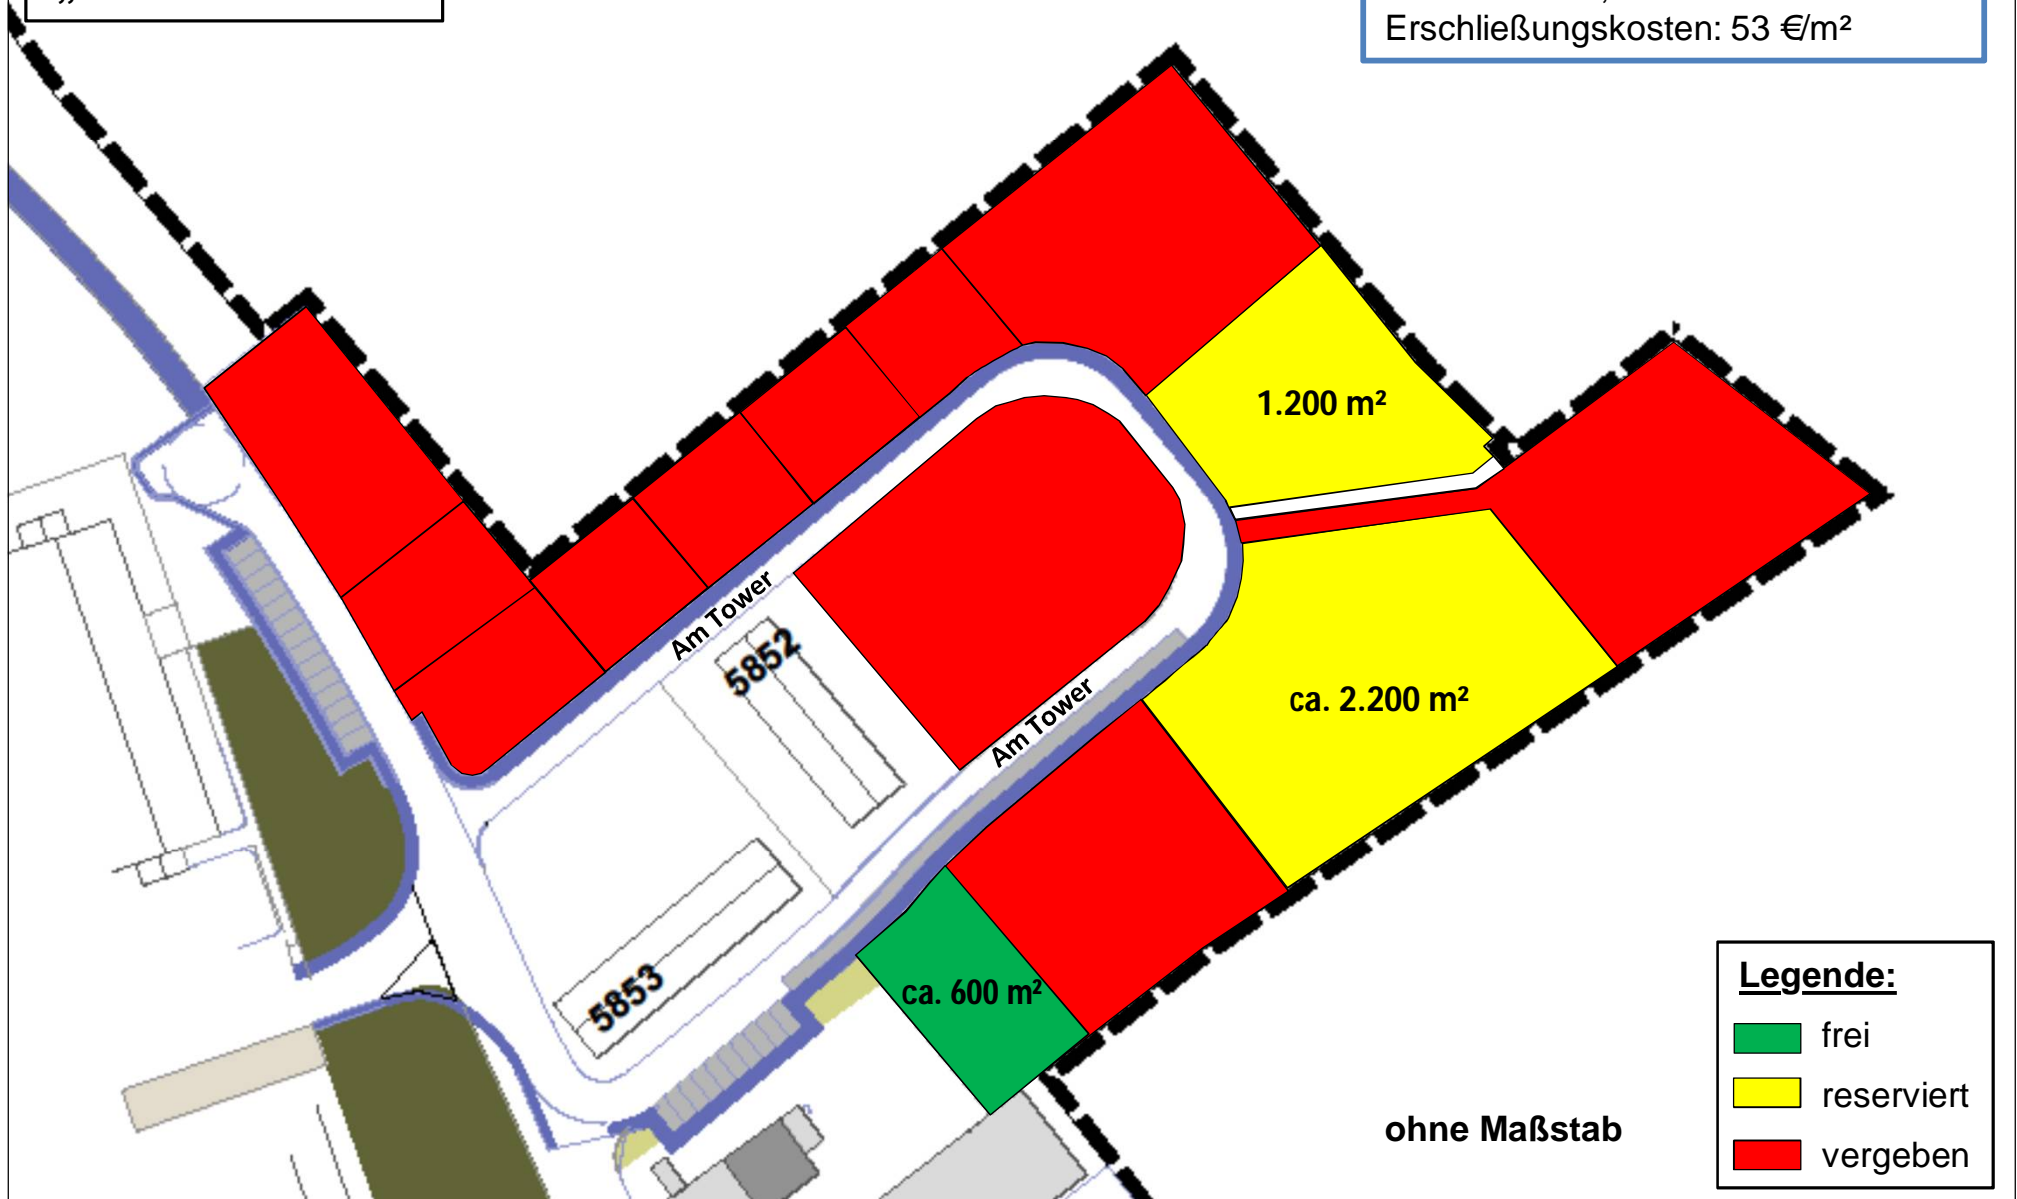 Erschließungskosten: 53 €/m²
1.200 m²
Am Tower
5852
ca. 2.200 m²
Am Tower
5853
ca. 600 m²
Legende:
frei
reserviert
vergeben
ohne Maßstab